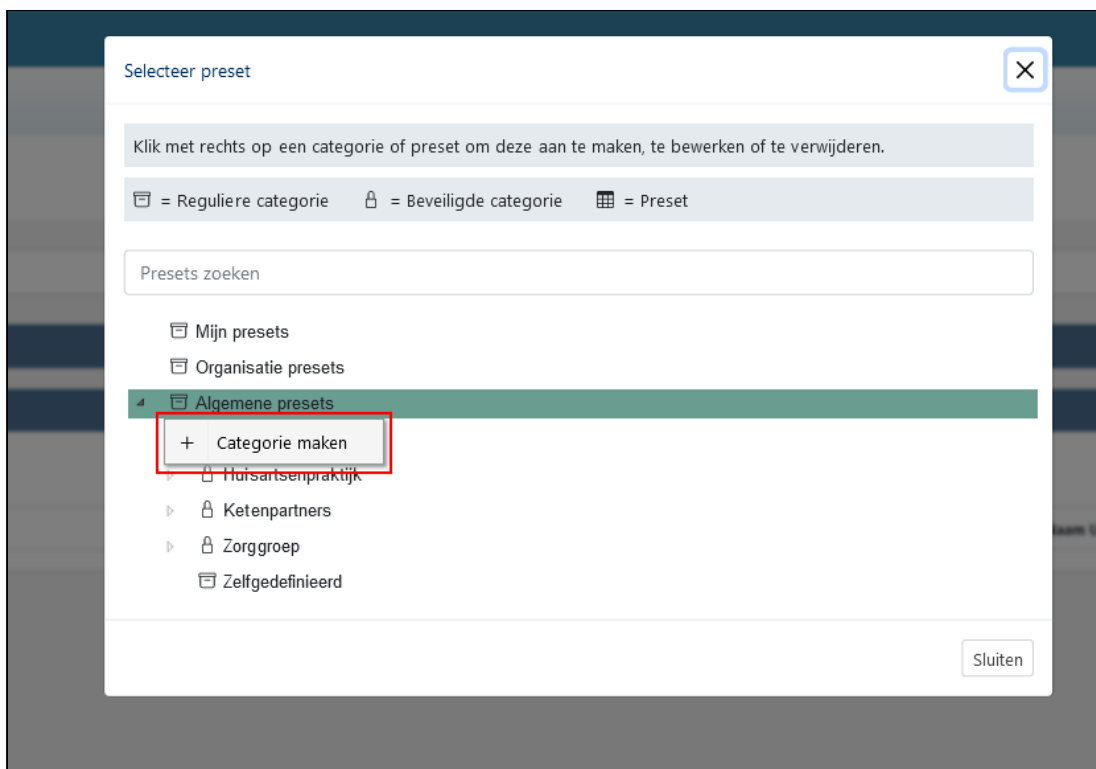 Selecteer preset
Klik met rechts op een categorie of preset om deze aan te maken, te bewerken of te verwijderen.
= Reguliere categorie = Beveiligde categorie = Preset
Presets zoeken
Mijn presets
Organisatie presets
Algemene presets
+ Categorie maken
Huisartsenpraktijk
Ketenpartners
Zorggroep
Zelfgedefinieerd
Sluiten